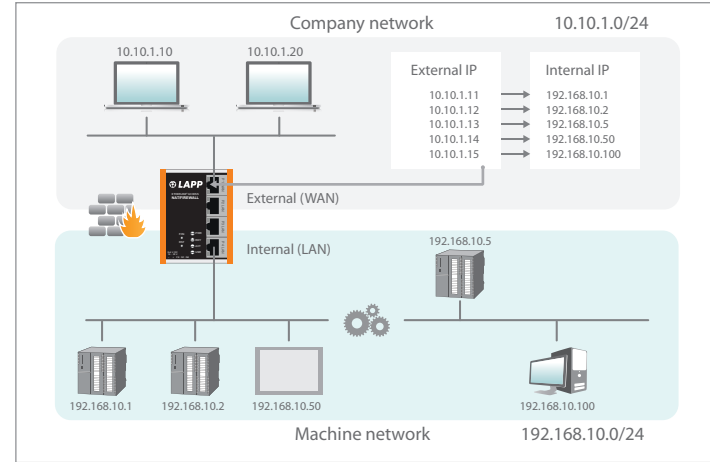 Company network 10.10.1.0/24
10.10.1.10 10.10.1.20
External IP Internal IP
10.10.1.11 192.168.10.1
10.10.1.12 192.168.10.2
10.10.1.13 192.168.10.5
10.10.1.14 192.168.10.50
10.10.1.15 192.168.10.100
LAPP
NAT/FIREWALL
External (WAN)
Internal (LAN)
192.168.10.5
192.168.10.1 192.168.10.2 192.168.10.50 192.168.10.100
Machine network 192.168.10.0/24